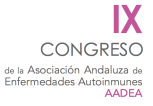 IX
CONGRESO
de la Asociación Andaluza de
Enfermedades Autoinmunes
AADEA